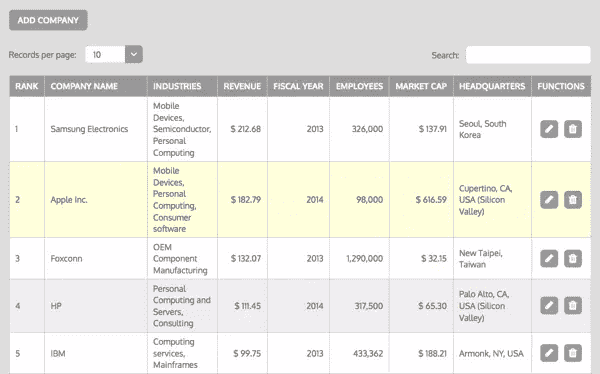 ADD COMPANY
Records per page: 10
Search:
RANK COMPANY NAME INDUSTRIES REVENUE FISCAL YEAR EMPLOYEES MARKET CAP HEADQUARTERS FUNCTIONS
Mobile
Devices,
1 Samsung Electronics Semiconductor, $ 212.68 2013 326,000 $ 137.91 Seoul, South
Personal Korea
Computing
Mobile
Devices,
Personal Cupertino, CA,
2 Apple Inc. Computing, $ 182.79 2014 98,000 $ 616.59 USA (Silicon
Consumer Valley)
software
OEM
3 Foxconn Component $ 132.07 2013 1,290,000 $ 32.15 New Taipei,
Manufacturing Taiwan
Personal Palo Alto, CA,
4 HP Computing and $ 111.45 2014 317,500 $ 65.30 USA (Silicon
Servers, Valley)
Consulting
Computing
5 IBM services, $ 99.75 2013 433,362 $ 188.21 Armonk, NY, USA
Mainframes